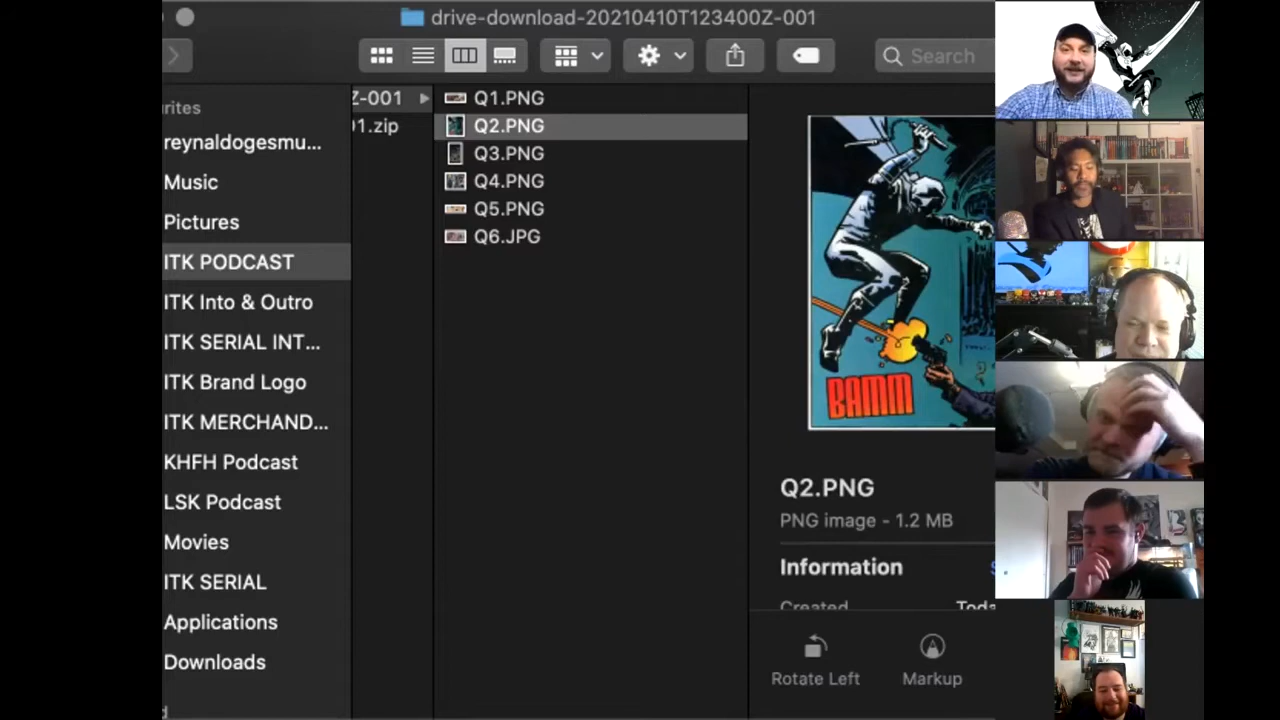 drive-download-20210410T123400Z-001
Search
rites
reynaldogesmu...
Music
Pictures
ITK PODCAST
ITK Into & Outro
ITK SERIAL INT...
ITK Brand Logo
ITK MERCHAND...
KHFH Podcast
LSK Podcast
Movies
ITK SERIAL
Applications
Downloads
Z-001
1.zip
Q1.PNG
Q2.PNG
Q3.PNG
Q4.PNG
Q5.PNG
Q6.JPG
BAMM
Q2.PNG
PNG image - 1.2 MB
Information
Created
Toda
Rotate Left
Markup